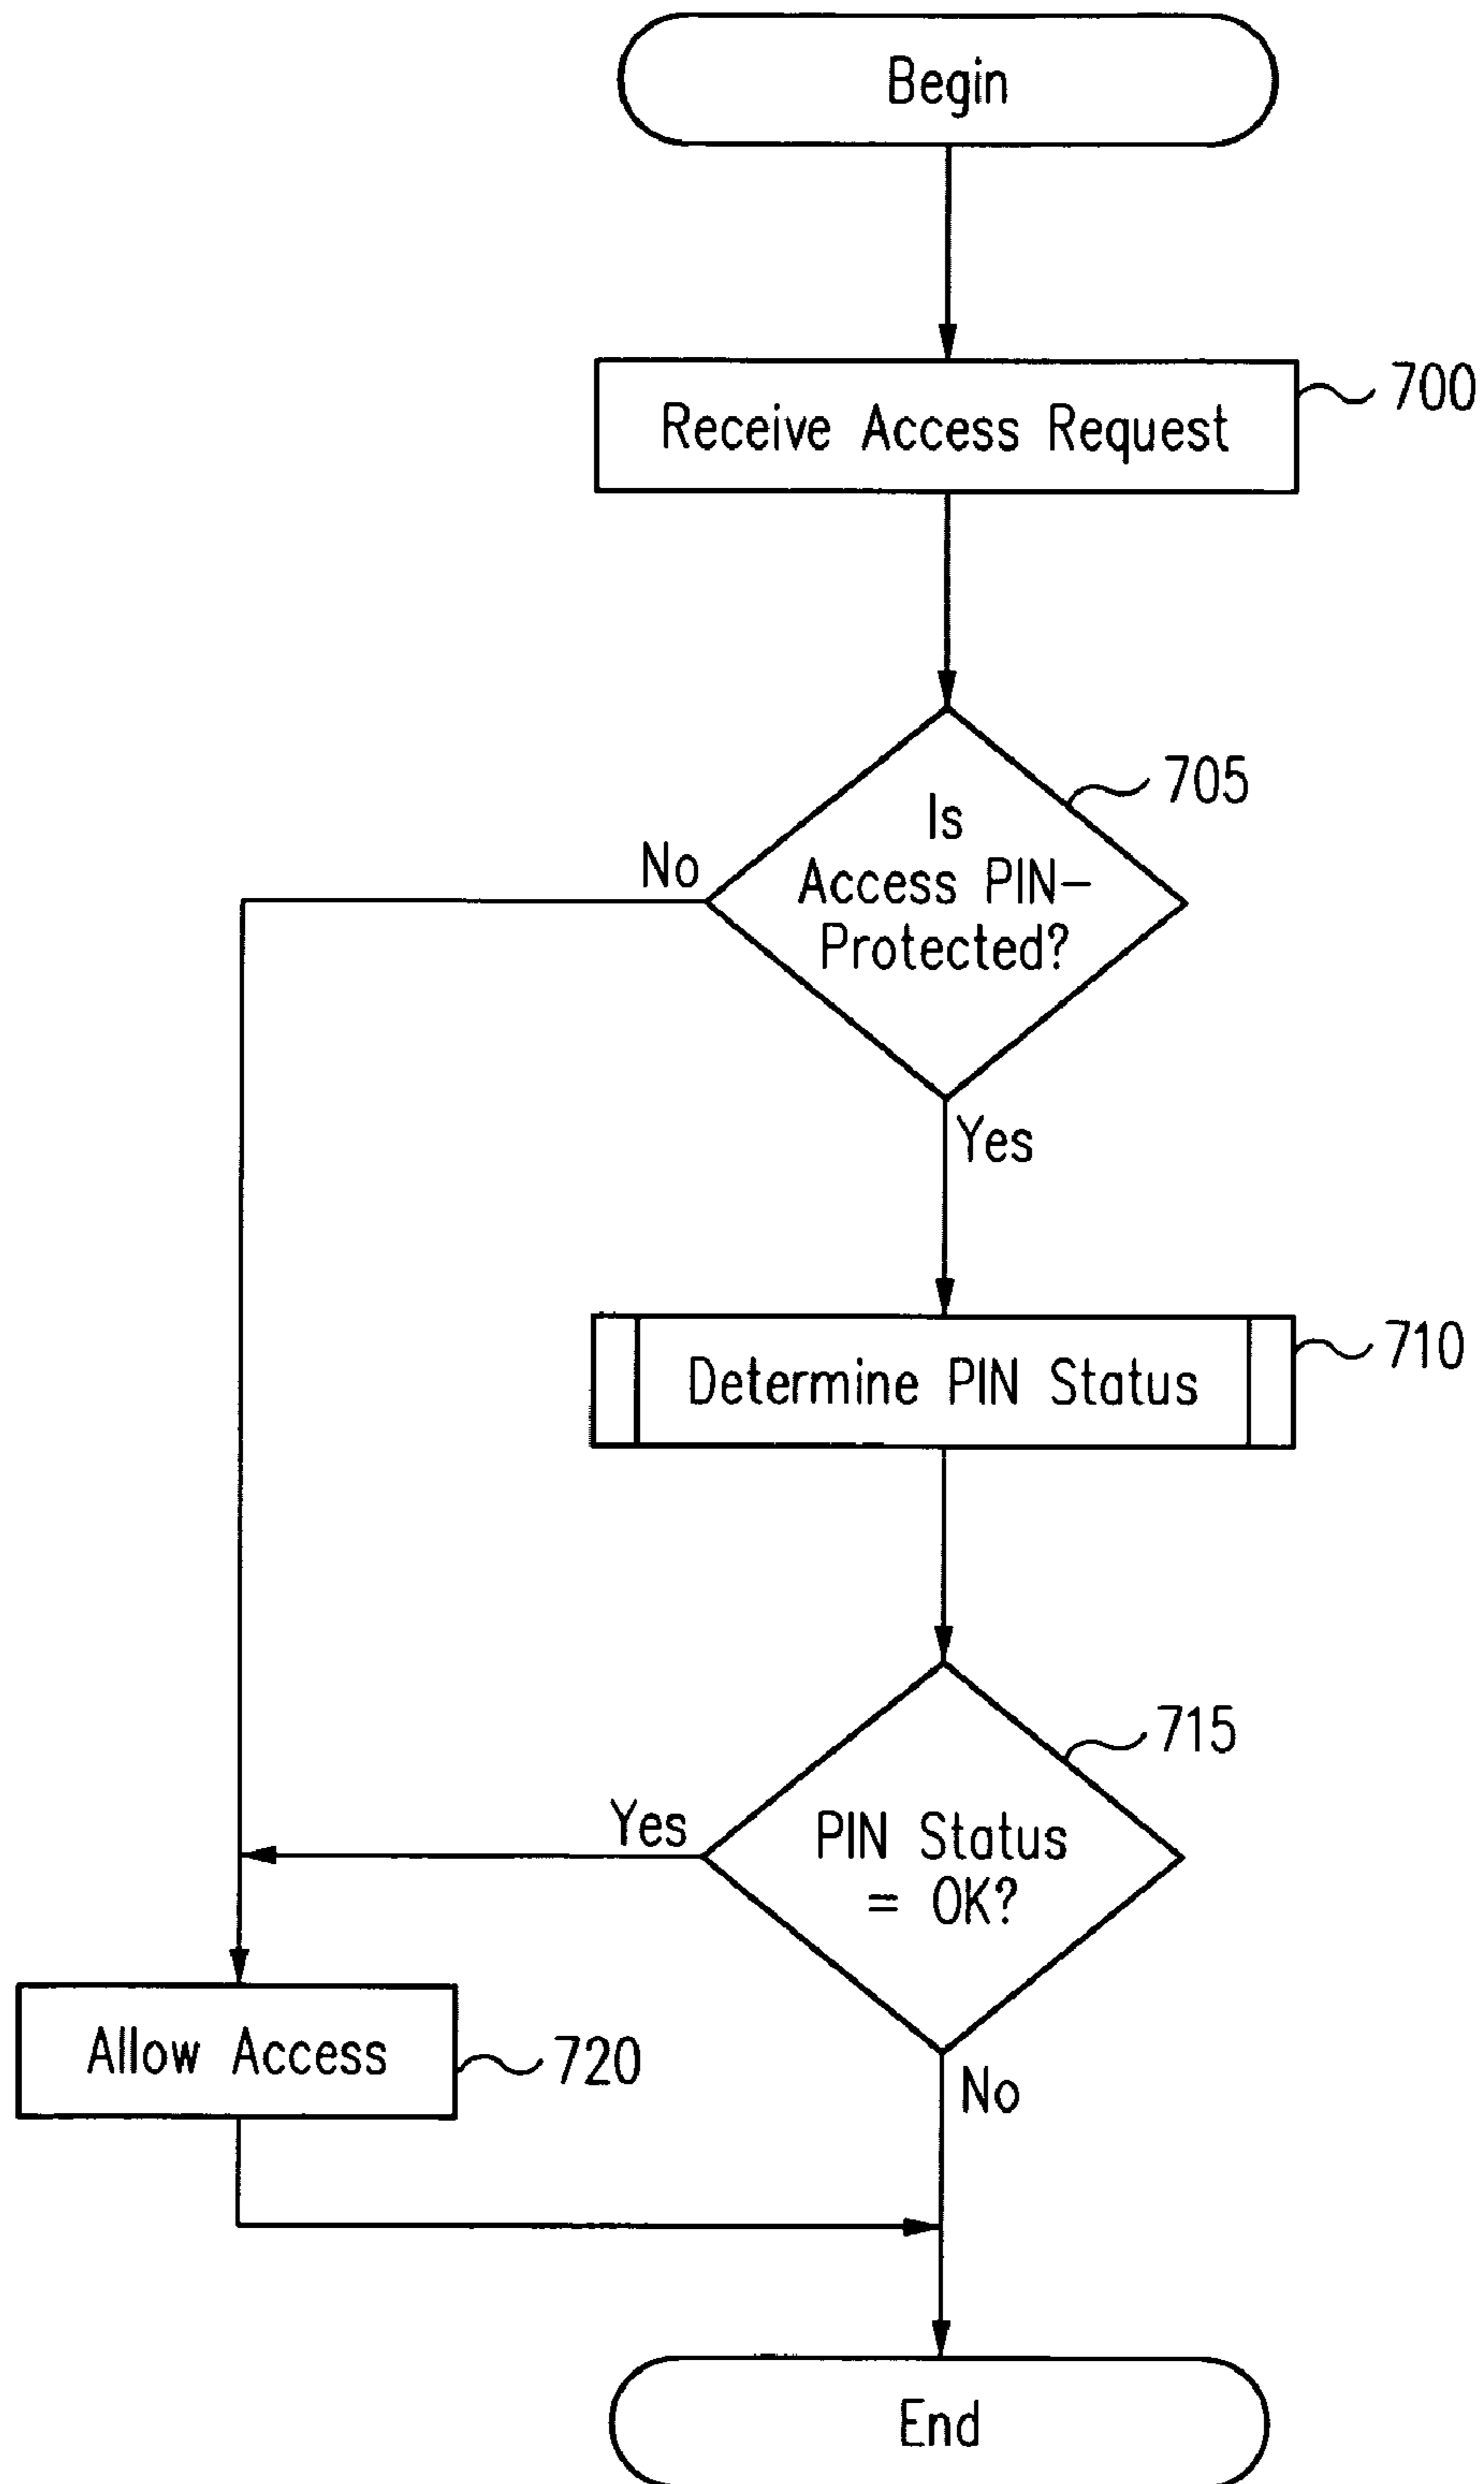 Begin
Receive Access Request
700
705
Is
Access PIN-
Protected?
No
Yes
Determine PIN Status
710
715
PIN Status
= OK?
Yes
No
Allow Access
720
End